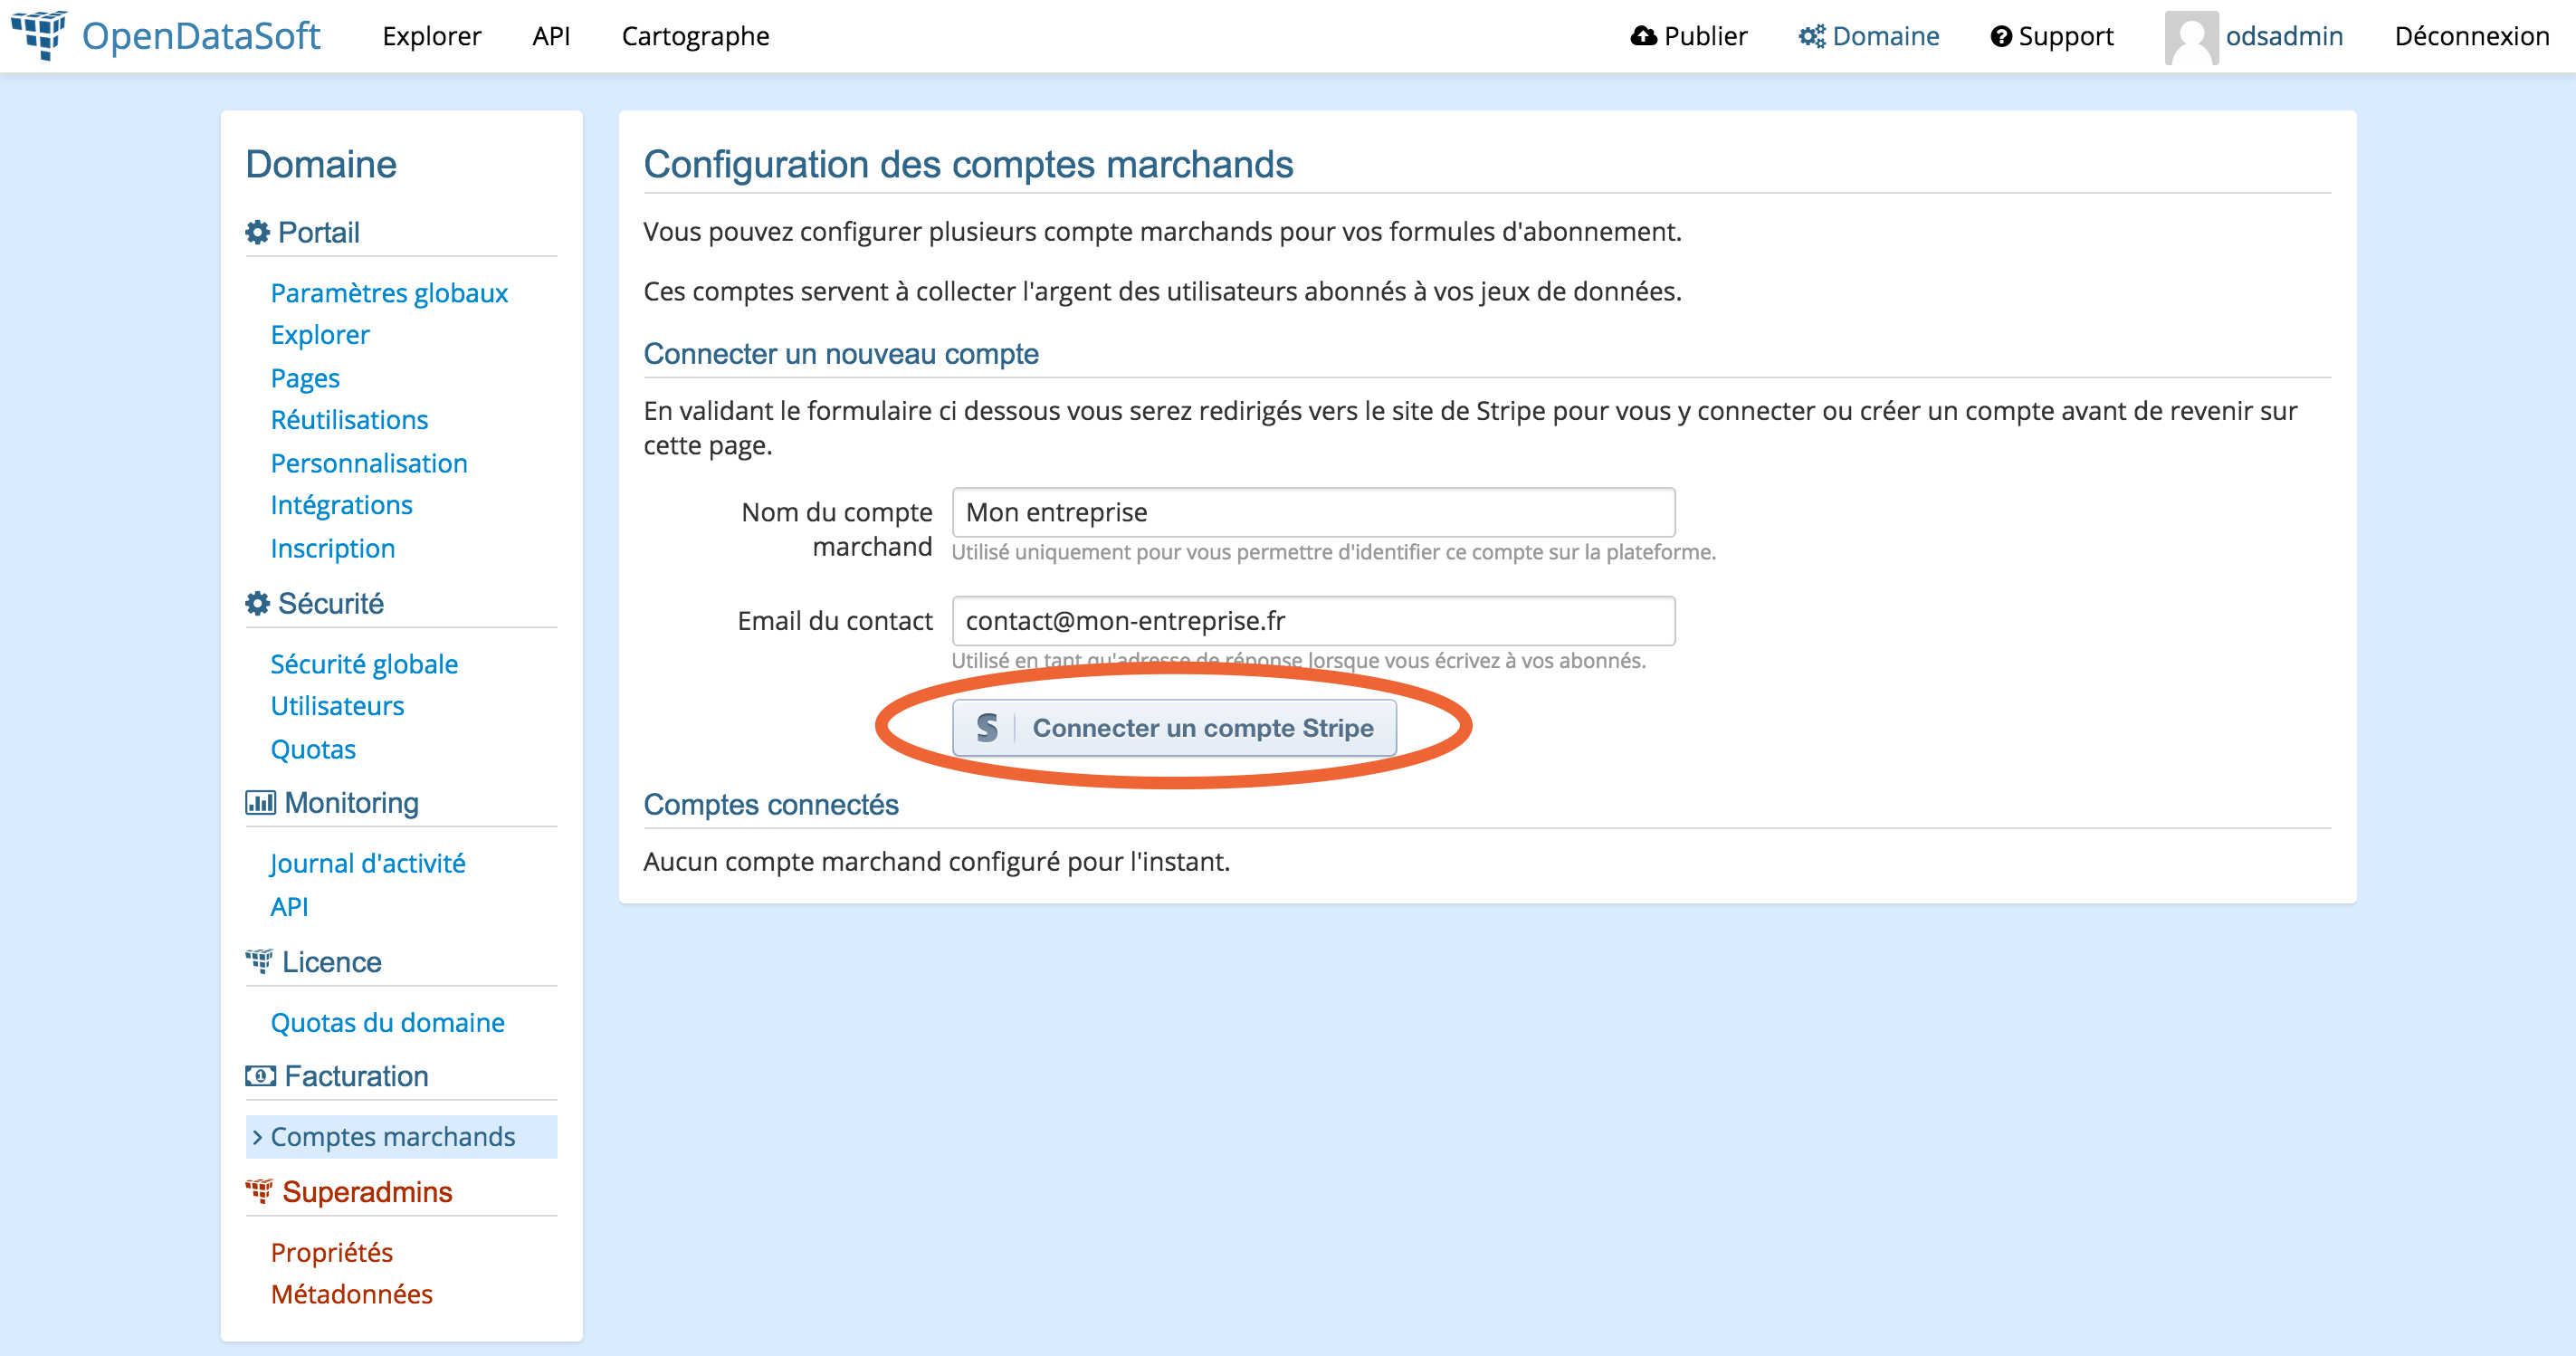 OpenDataSoft
Explorer
API
Cartographe
Publier
Domaine
Support
odsadmin
Déconnexion
Domaine
Portail
Paramètres globaux
Explorer
Pages
Réutilisations
Personnalisation
Intégrations
Inscription
Sécurité
Sécurité globale
Utilisateurs
Quotas
Monitoring
Journal d'activité
API
Licence
Quotas du domaine
Facturation
Comptes marchands
Superadmins
Propriétés
Métadonnées
Configuration des comptes marchands
Vous pouvez configurer plusieurs compte marchands pour vos formules d'abonnement.
Ces comptes servent à collecter l'argent des utilisateurs abonnés à vos jeux de données.
Connecter un nouveau compte
En validant le formulaire ci dessous vous serez redirigés vers le site de Stripe pour vous y connecter ou créer un compte avant de revenir sur
cette page.
Nom du compte
marchand
Mon entreprise
Utilisé uniquement pour vous permettre d'identifier ce compte sur la plateforme.
Email du contact
contact@mon-entreprise.fr
Utilisé en tant qu'adresse de réponse lorsque vous écrivez à vos abonnés.
S Connecter un compte Stripe
Comptes connectés
Aucun compte marchand configuré pour l'instant.